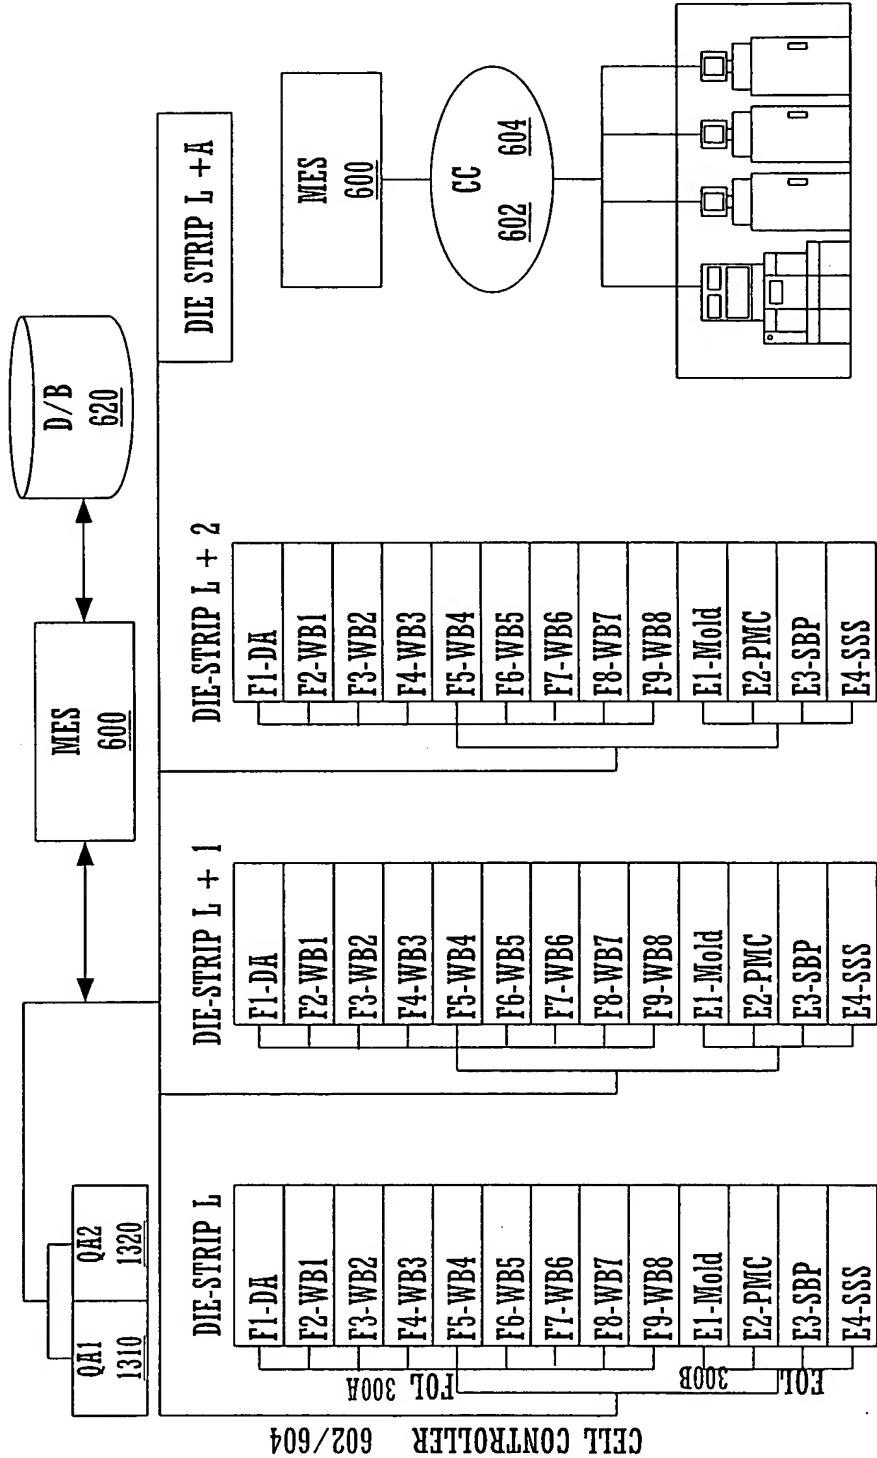 QA1
1310
QA2
1320
MES
600
D/B
620
CELL CONTROLLER 602/604
DIE-STRIP L
F1-DA
F2-WB1
F3-WB2
F4-WB3
F5-WB4
F6-WB5
F7-WB6
F8-WB7
F9-WB8
E1-Mold
E2-PMC
E3-SBP
E4-SSS
FOL 300A
300B
EOL
DIE-STRIP L + 1
F1-DA
F2-WB1
F3-WB2
F4-WB3
F5-WB4
F6-WB5
F7-WB6
F8-WB7
F9-WB8
E1-Mold
E2-PMC
E3-SBP
E4-SSS
DIE-STRIP L + 2
F1-DA
F2-WB1
F3-WB2
F4-WB3
F5-WB4
F6-WB5
F7-WB6
F8-WB7
F9-WB8
E1-Mold
E2-PMC
E3-SBP
E4-SSS
DIE STRIP L +A
MES
600
CC
602 604